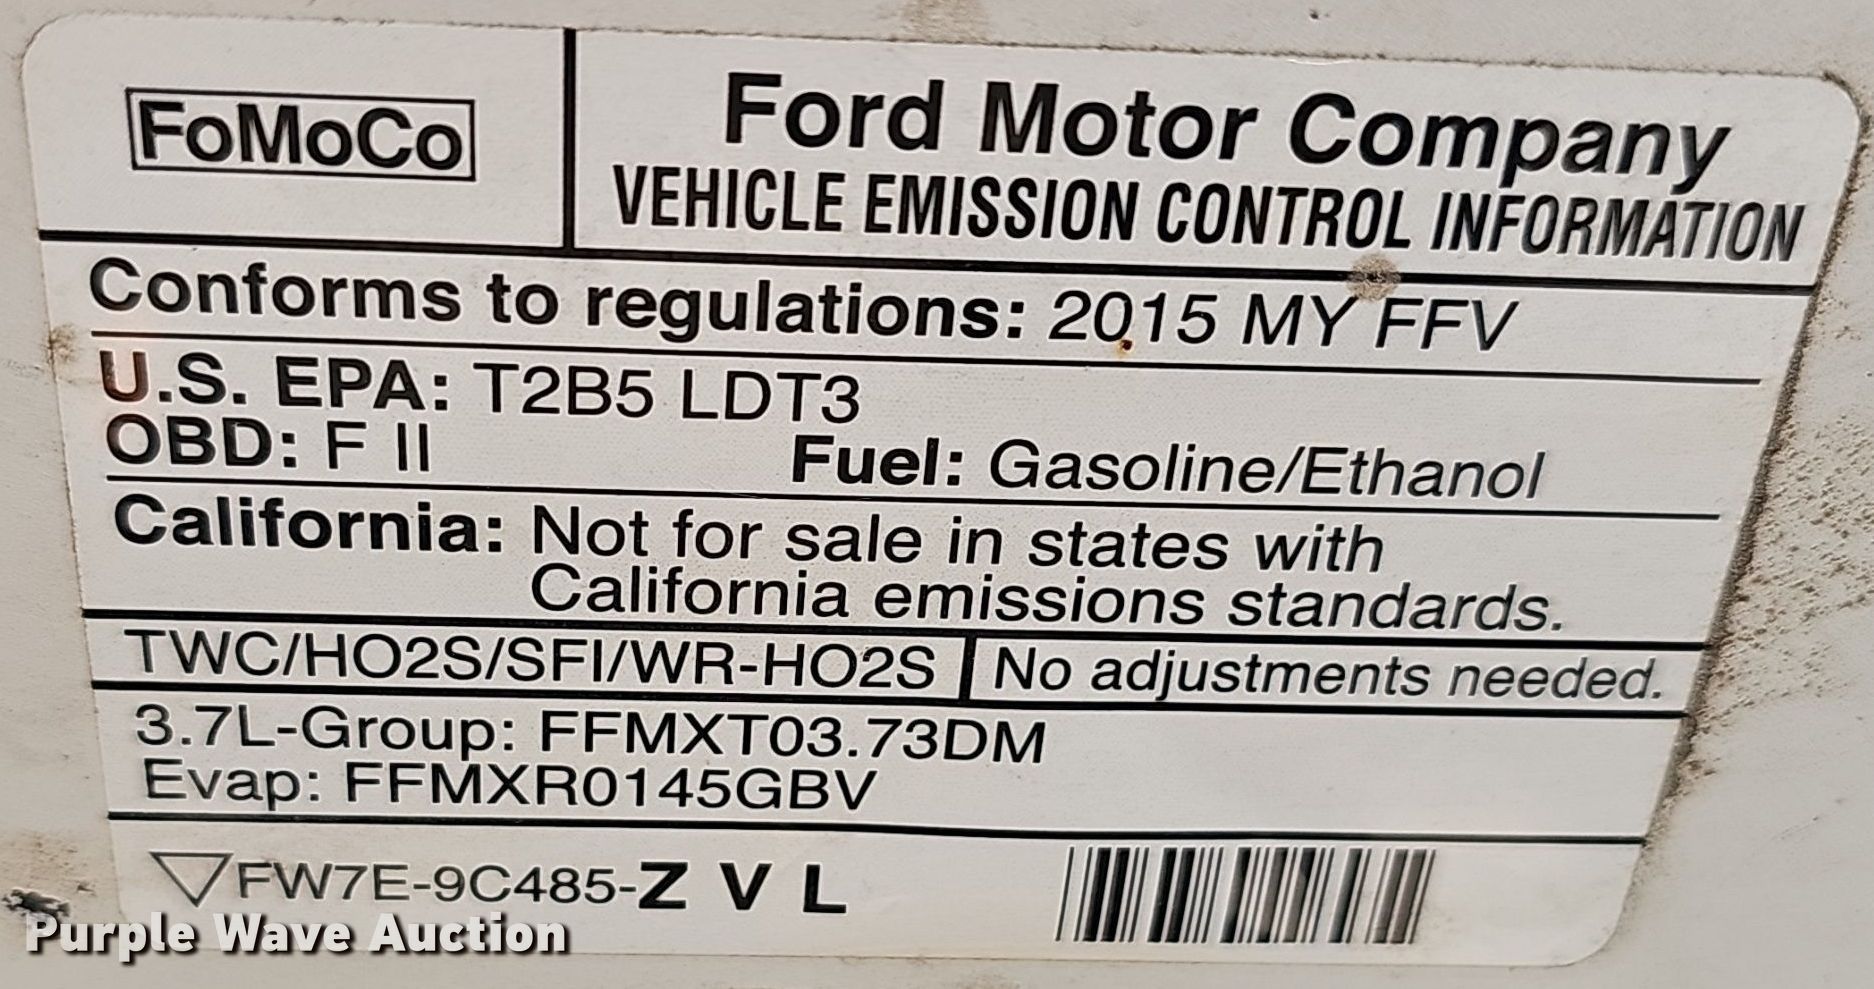 FoMoCo
Ford Motor Company
VEHICLE EMISSION CONTROL INFORMATION
Conforms to regulations: 2015 MY FFV
U.S. EPA: T2B5 LDT3
OBD: F II Fuel: Gasoline/Ethanol
California: Not for sale in states with
California emissions standards.
TWC/HO2S/SFI/WR-HO2S No adjustments needed.
3.7L-Group: FFMXT03.73DM
Evap: FFMXR0145GBV
FW7E-9C485-Z V L
Purple Wave Auction